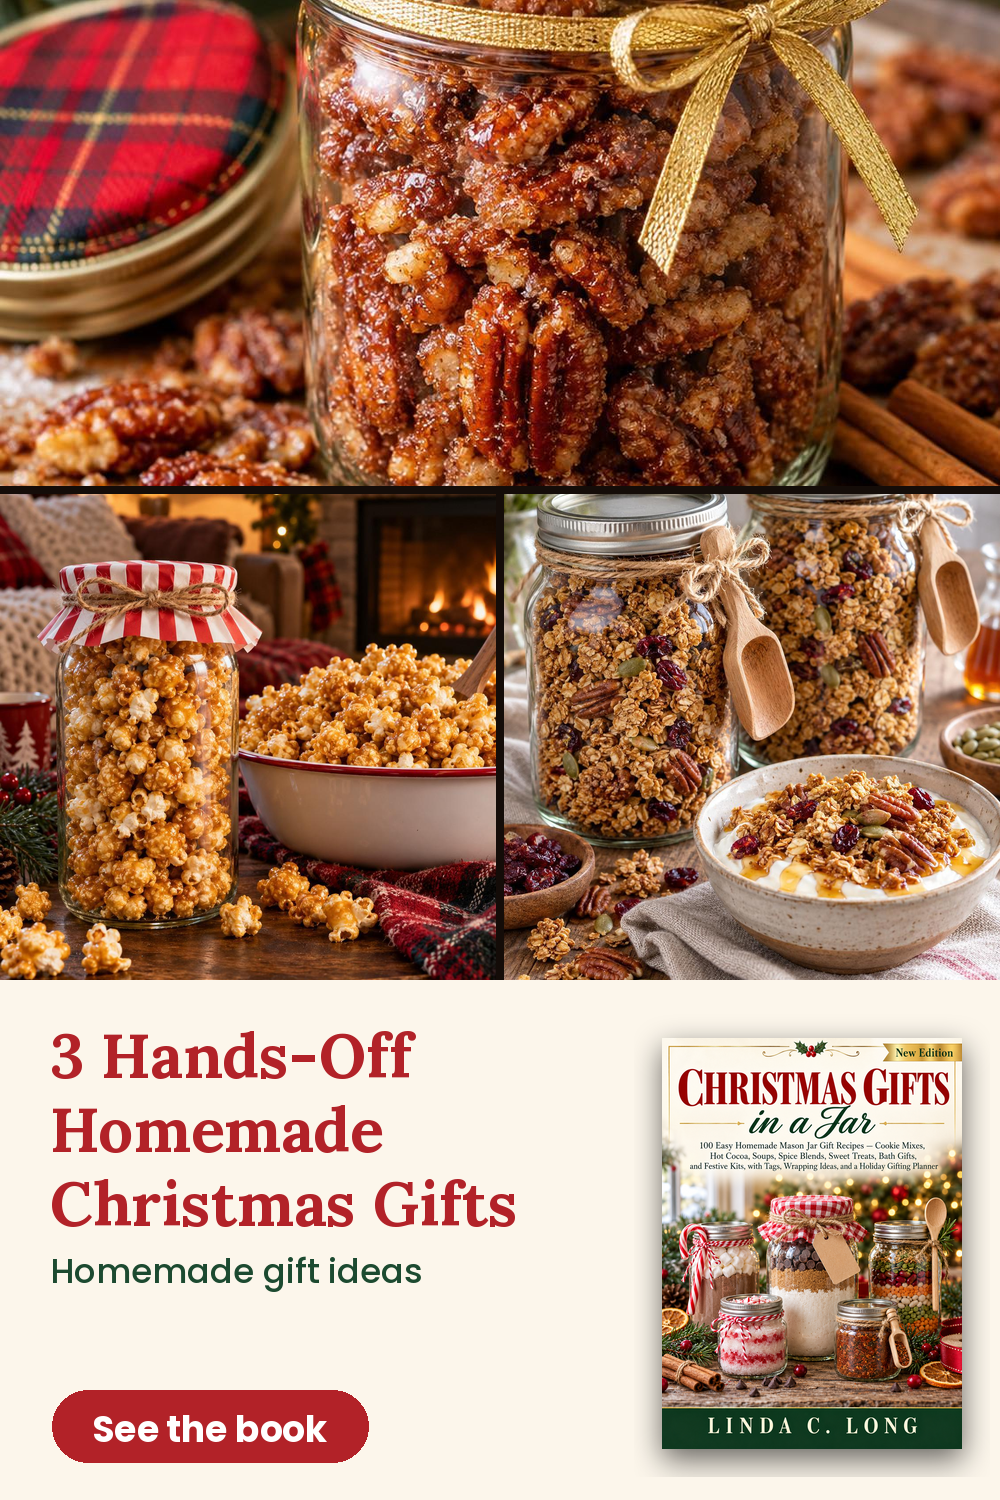 3 Hands-Off
Homemade
Christmas Gifts
Homemade gift ideas
See the book
New Edition
CHRISTMAS GIFTS
in a Jar
100 Easy Homemade Mason Jar Gift Recipes — Cookie Mixes,
Hot Cocoa, Soups, Spice Blends, Sweet Treats, Bath Gifts,
and Festive Kits, with Tags, Wrapping Ideas, and a Holiday Gifting Planner
LINDA C. LONG